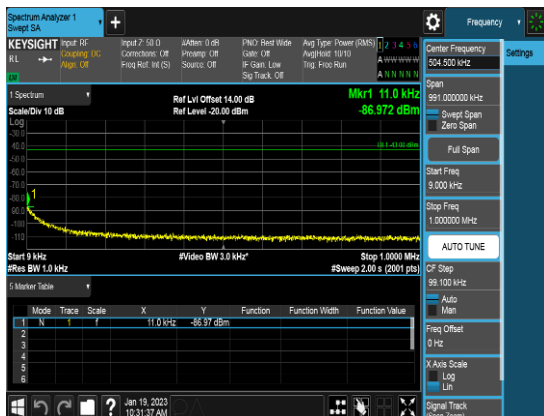 Spectrum Analyzer 1
Swept SA
Frequency
KEYSIGHT
Input: RF
Input Z: 50 Ω
#Atten: 0 dB
PNO: Best Wide
Avg Type: Power (RMS)
1 2 3 4 5 6
RL
Coupling: DC
Corrections: Off
Preamp: Off
Gate: Off
Avg|Hold: 10/10
A W W W W W
Align: Off
Freq Ref: Int (S)
Source: Off
IF Gain: Low
Trig: Free Run
Sig Track: Off
A N N N N N
Center Frequency
504.500 kHz
Settings
Span
991.000000 kHz
Swept Span
Zero Span
Full Span
Start Freq
9.000 kHz
Stop Freq
1.000000 MHz
AUTO TUNE
CF Step
99.100 kHz
Auto
Man
Freq Offset
0 Hz
X Axis Scale
Log
Lin
Signal Track
(Span Zoom)
1 Spectrum
Scale/Div 10 dB
Ref Lvl Offset 14.00 dB
Ref Level -20.00 dBm
Mkr1 11.0 kHz
-86.972 dBm
Log
-30.0
-40.0
-50.0
-60.0
-70.0
-80.0
-90.0
-100
-110
1
Start 9 kHz
#Video BW 3.0 kHz*
Stop 1.0000 MHz
#Res BW 1.0 kHz
#Sweep 2.00 s (2001 pts)
5 Marker Table
Mode Trace Scale X Y Function Function Width Function Value
1 N 1 f 11.0 kHz -86.97 dBm
2
3
4
5
6
Jan 19, 2023
10:31:37 AM